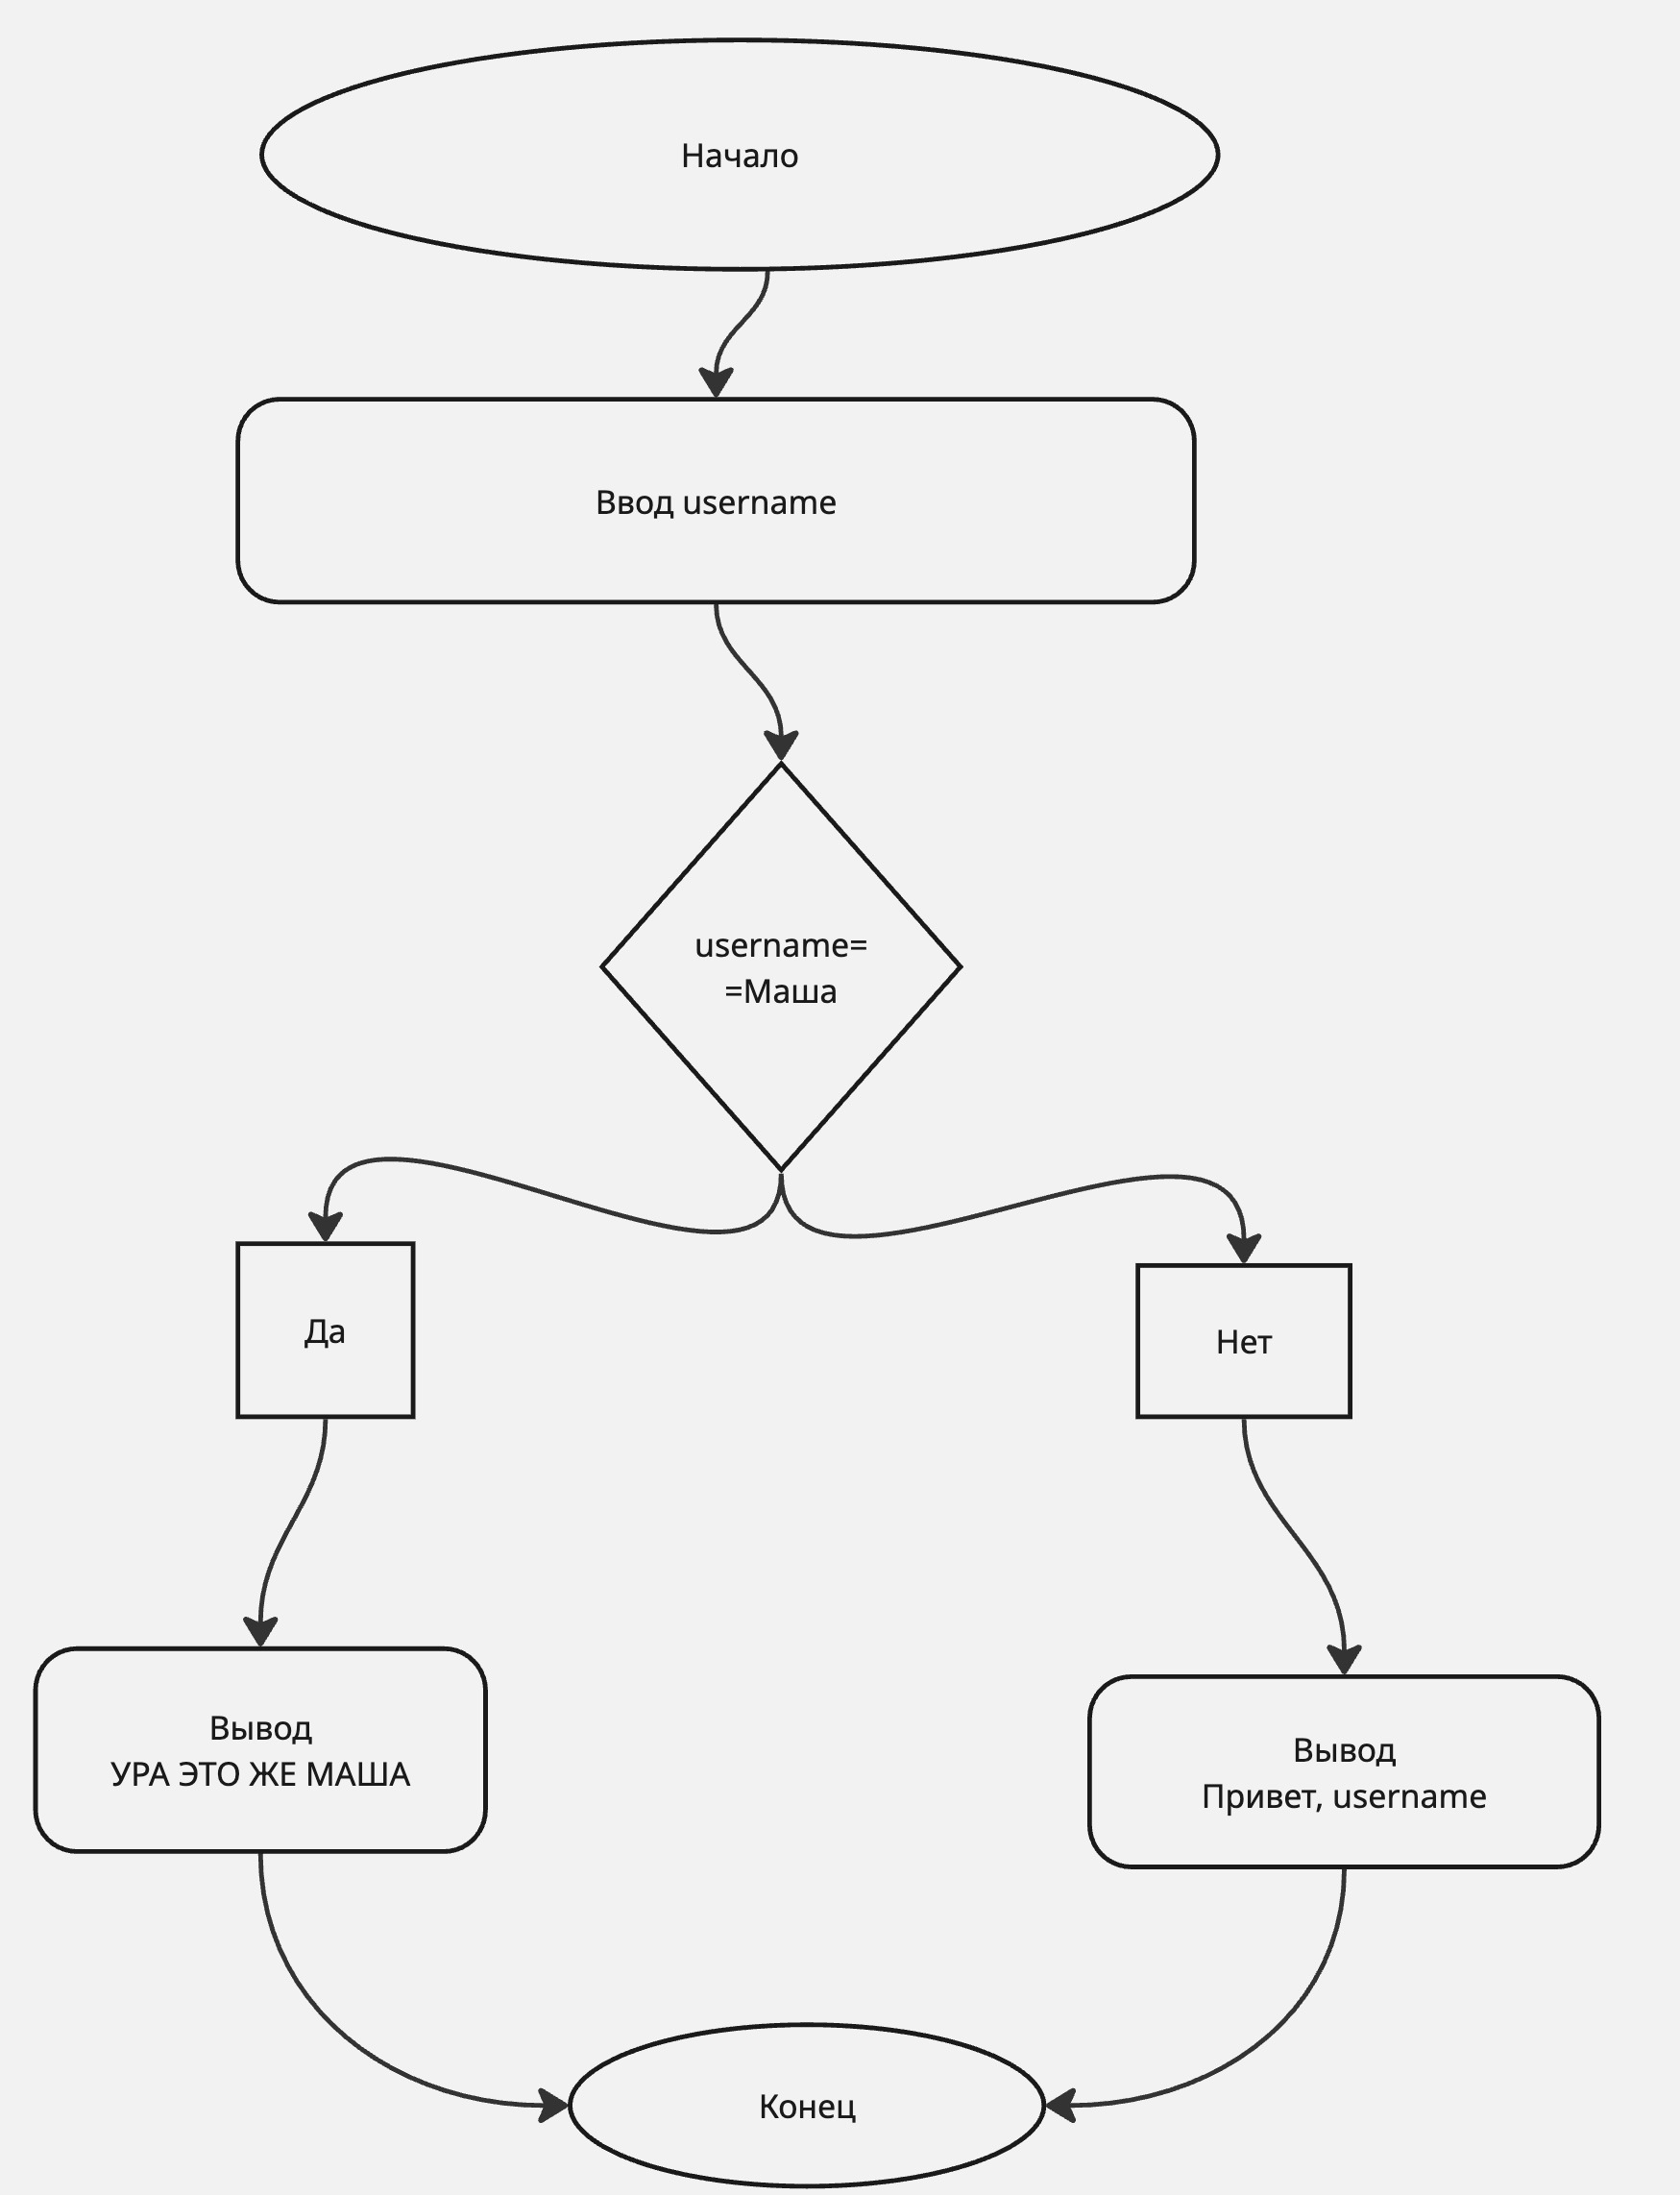 Начало
Ввод username
username=
=Маша
Да
Нет
Вывод
УРА ЭТО ЖЕ МАША
Вывод
Привет, username
Конец